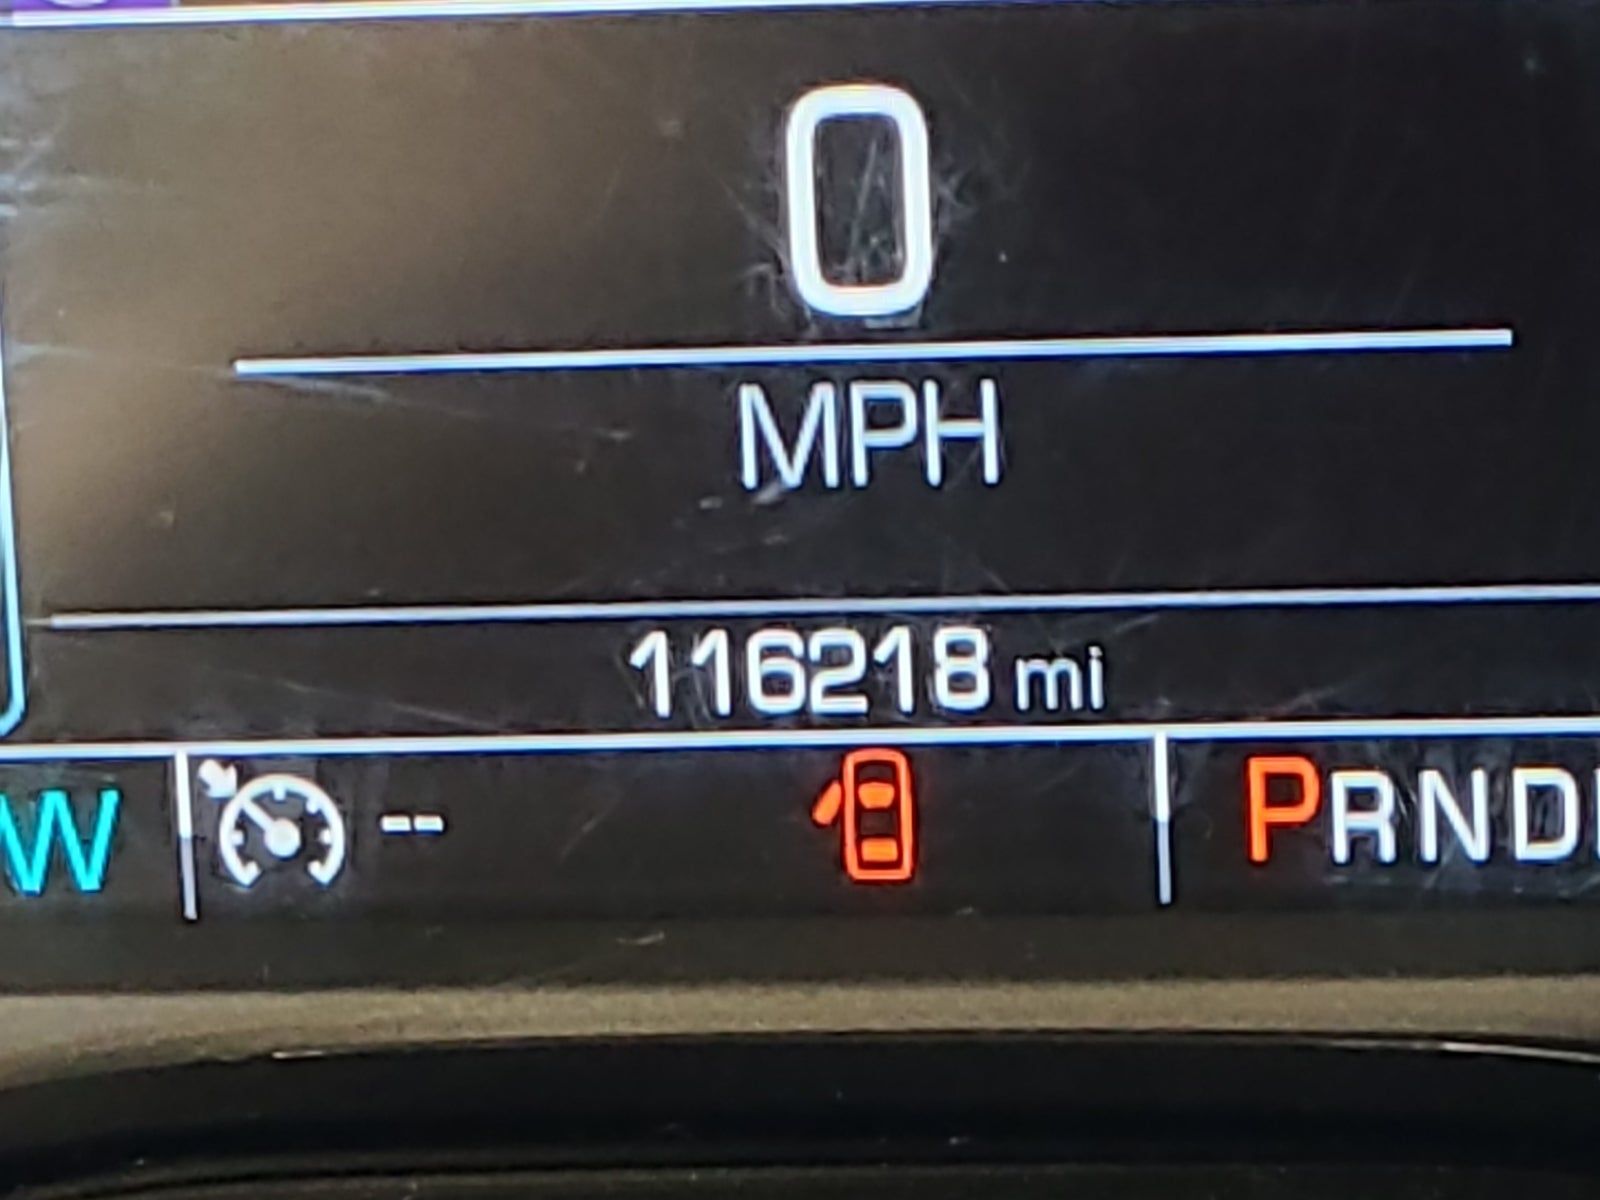 0
MPH
116218 mi
W -- PRND